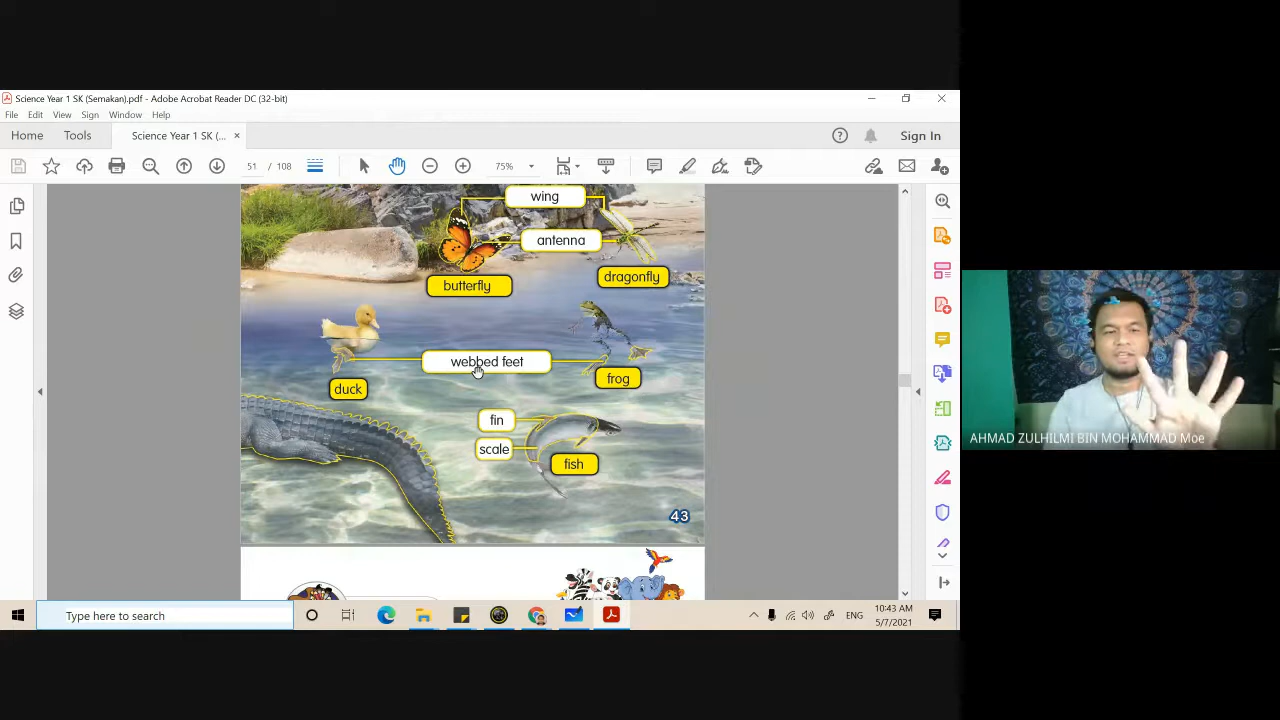 Science Year 1 SK (Semakan).pdf - Adobe Acrobat Reader DC (32-bit)
File Edit View Sign Window Help
Home Tools Science Year 1 SK (... × Sign In
51 / 108 75%
wing
antenna
butterfly
dragonfly
webbed feet
duck
frog
fin
scale
fish
43
AHMAD ZULHILMI BIN MOHAMMAD Moe
Type here to search
ENG
10:43 AM
5/7/2021